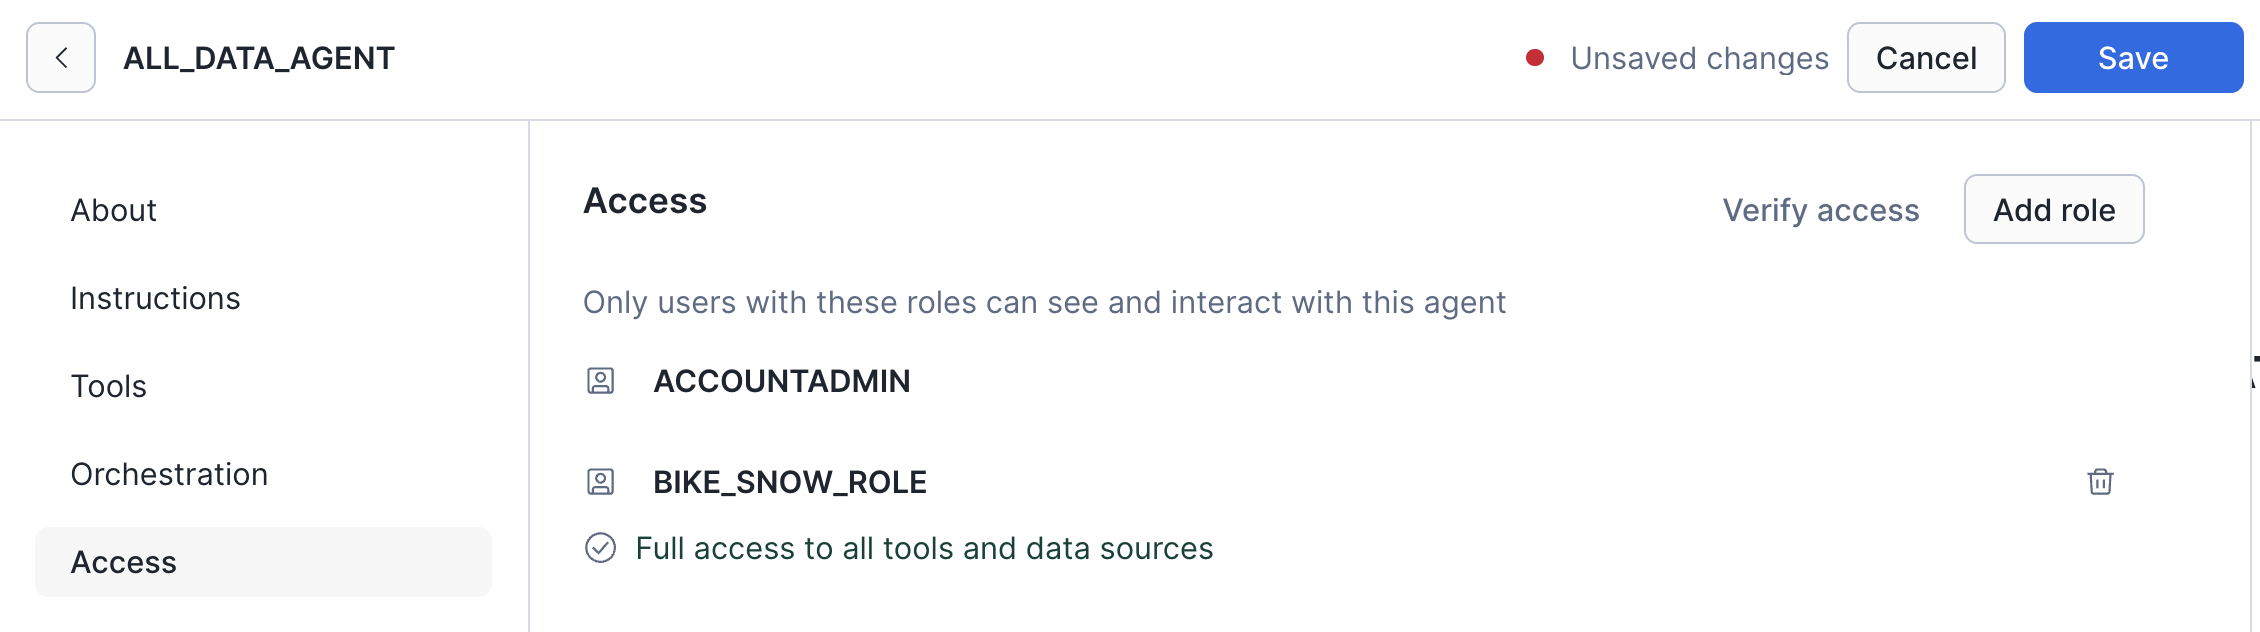 ALL_DATA_AGENT
Unsaved changes
Cancel
Save
About
Instructions
Tools
Orchestration
Access
Access
Verify access
Add role
Only users with these roles can see and interact with this agent
ACCOUNTADMIN
BIKE_SNOW_ROLE
Full access to all tools and data sources